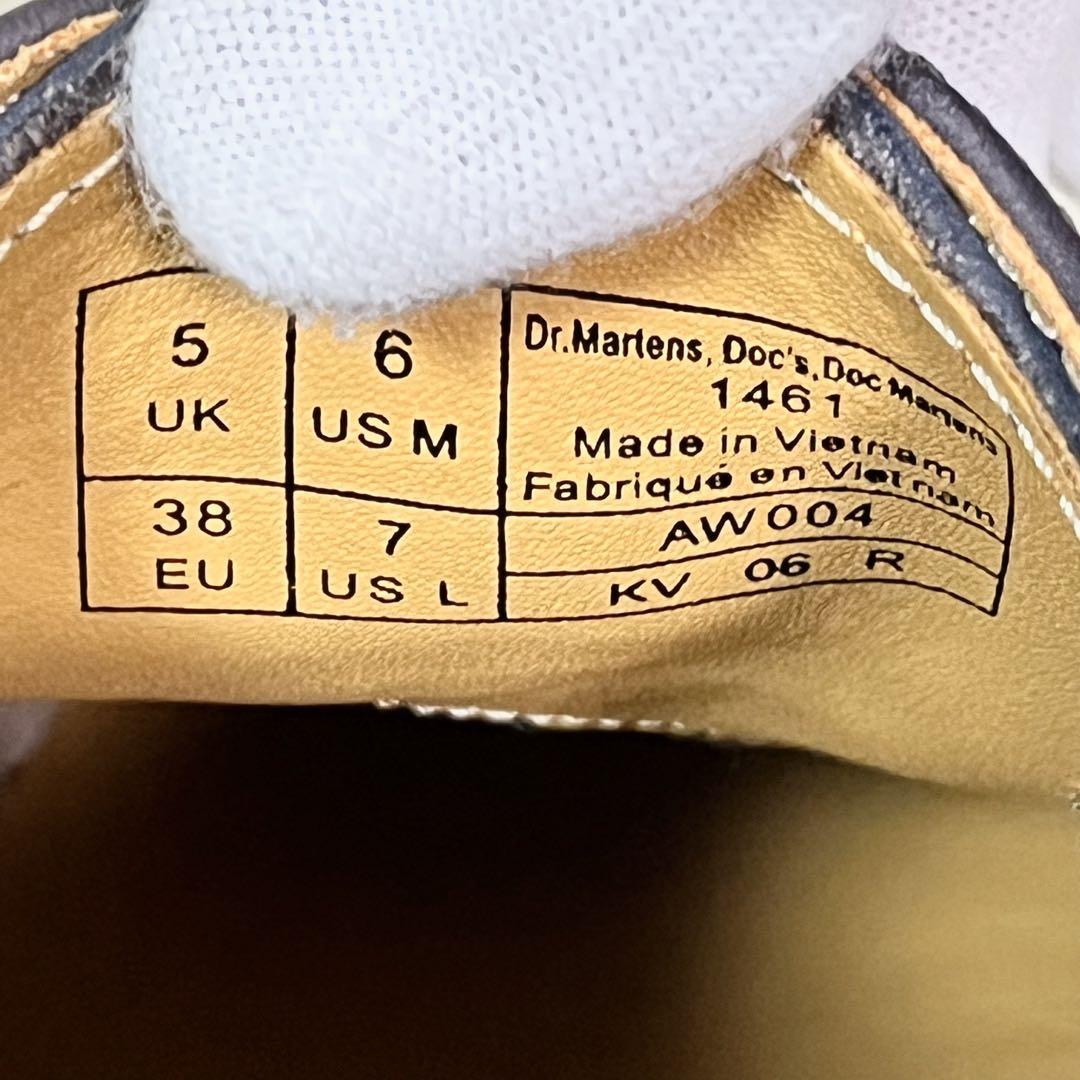 5
UK
6
US M
38
EU
7
US L
Dr.Martens, Doc's, Doc Martens
1461
Made in Vietnam
Fabriqué en Vietnam
AW004
KV 06 R